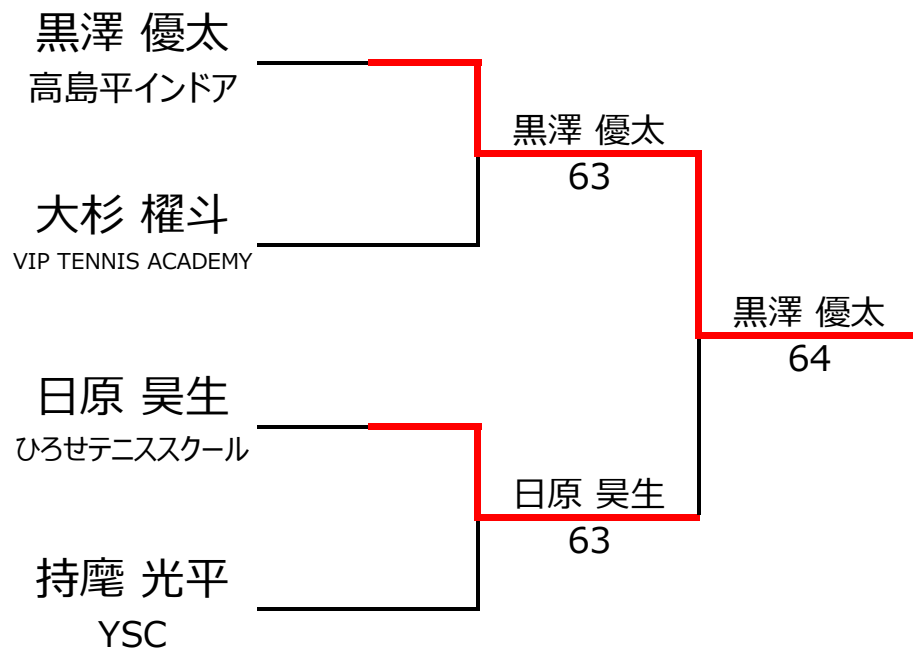 黒澤 優太
高島平インドア
黒澤 優太
63
大杉 櫂斗
VIP TENNIS ACADEMY
黒澤 優太
64
日原 昊生
ひろせテニススクール
日原 昊生
63
持麾 光平
YSC